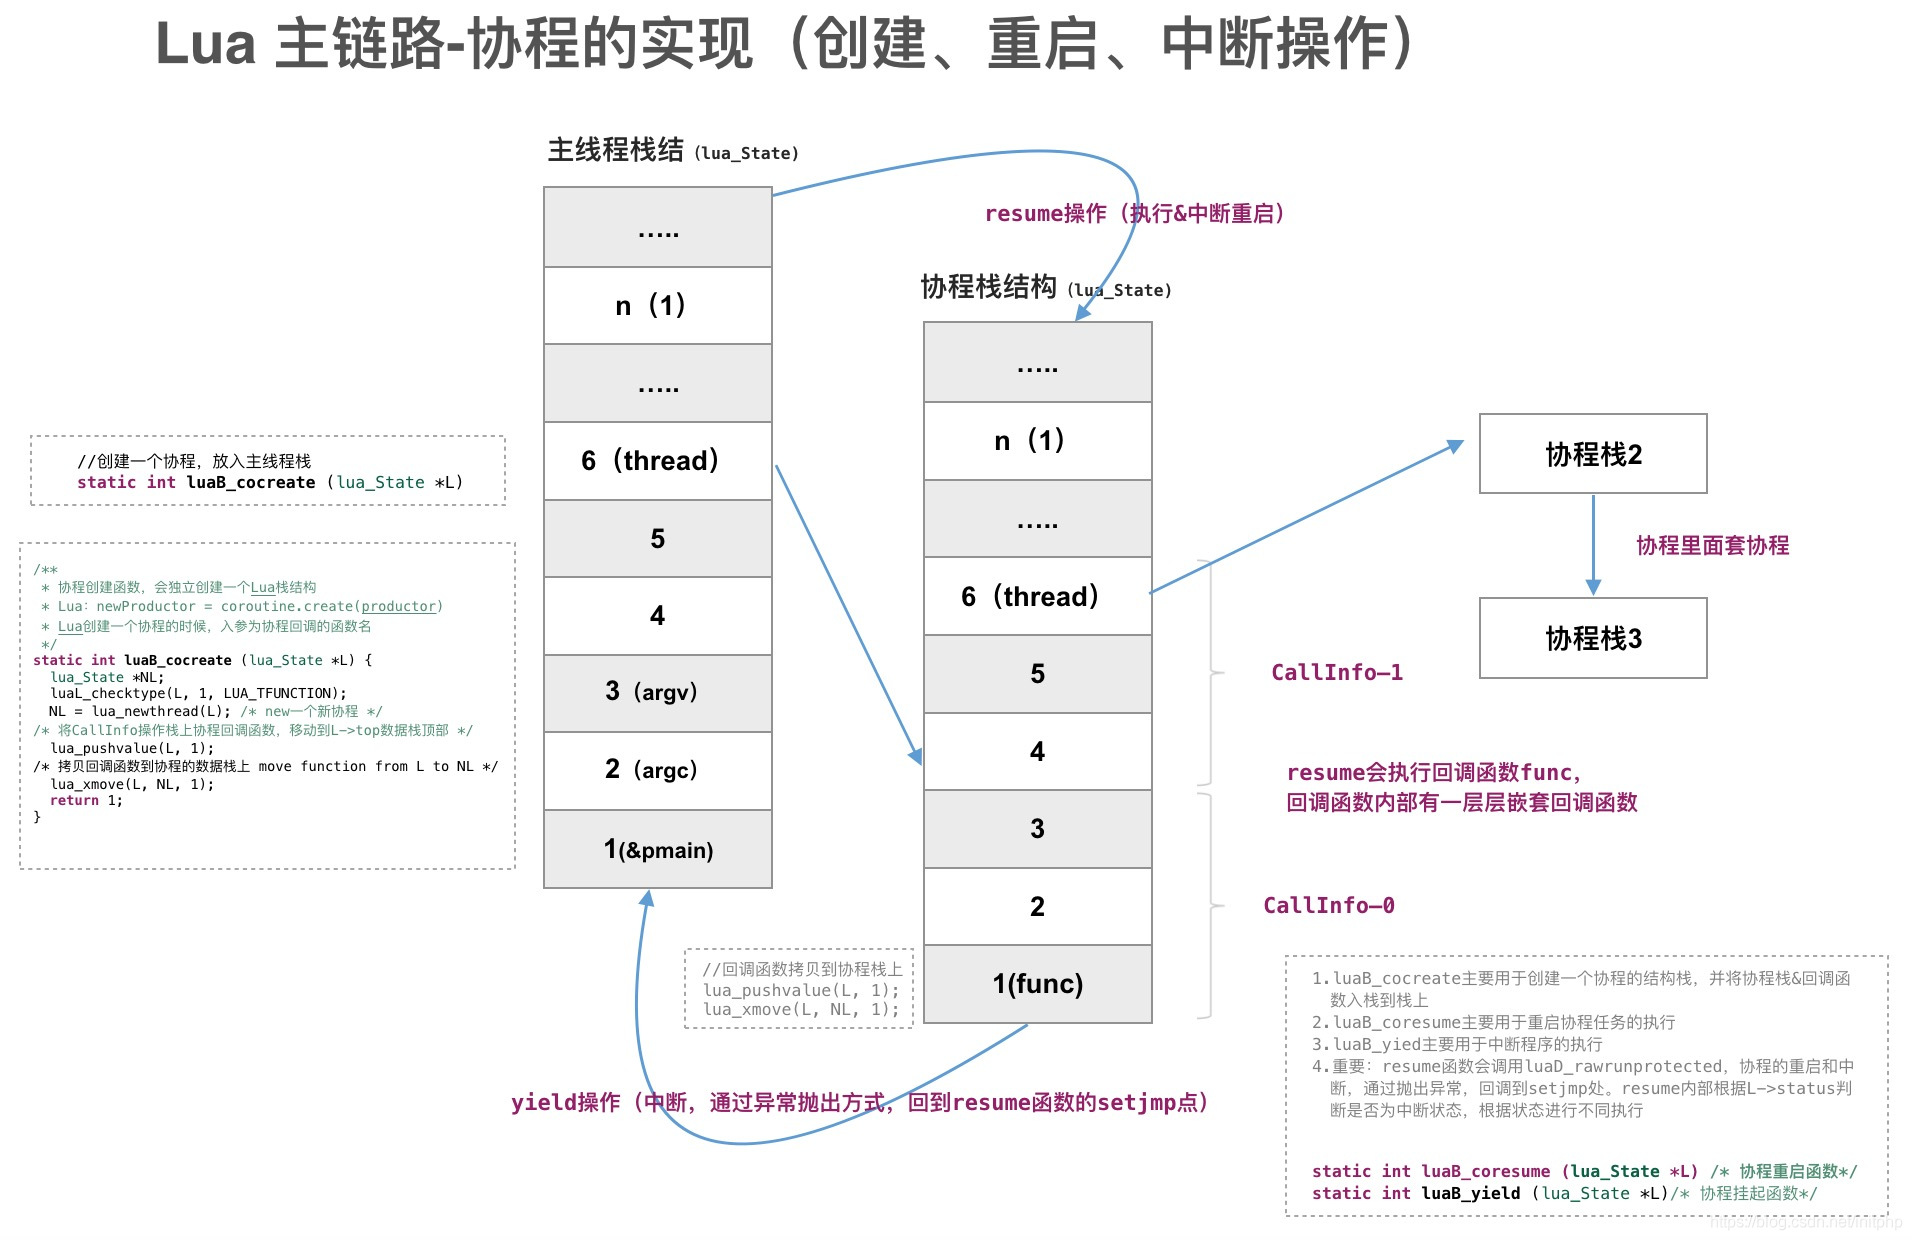 Lua 主链路-协程的实现（创建、重启、中断操作）
主线程栈结 (lua_State)
.....
n（1）
.....
6（thread）
5
4
3（argv）
2（argc）
1(&pmain)
resume操作（执行&中断重启）
协程栈结构 (lua_State)
.....
n（1）
.....
6（thread）
5
4
3
2
1(func)
//创建一个协程，放入主线程栈
static int luaB_cocreate (lua_State *L)
/**
* 协程创建函数，会独立创建一个Lua栈结构
* Lua：newProductor = coroutine.create(productor)
* Lua创建一个协程的时候，入参为协程回调的函数名
*/
static int luaB_cocreate (lua_State *L) {
lua_State *NL;
luaL_checktype(L, 1, LUA_TFUNCTION);
NL = lua_newthread(L); /* new一个新协程 */
/* 将CallInfo操作栈上协程回调函数，移动到L->top数据栈顶部 */
lua_pushvalue(L, 1);
/* 拷贝回调函数到协程的数据栈上 move function from L to NL */
lua_xmove(L, NL, 1);
return 1;
}
//回调函数拷贝到协程栈上
lua_pushvalue(L, 1);
lua_xmove(L, NL, 1);
yield操作（中断，通过异常抛出方式，回到resume函数的setjmp点）
协程栈2
协程里面套协程
协程栈3
CallInfo—1
resume会执行回调函数func，
回调函数内部有一层层嵌套回调函数
CallInfo—0
1.luaB_cocreate主要用于创建一个协程的结构栈，并将协程栈&回调函
数入栈到栈上
2.luaB_coresume主要用于重启协程任务的执行
3.luaB_yied主要用于中断程序的执行
4.重要：resume函数会调用luaD_rawrunprotected，协程的重启和中
断，通过抛出异常，回调到setjmp处。resume内部根据L->status判
断是否为中断状态，根据状态进行不同执行
static int luaB_coresume (lua_State *L) /* 协程重启函数*/
static int luaB_yield (lua_State *L)/* 协程挂起函数*/
https://blog.csdn.net/initphp